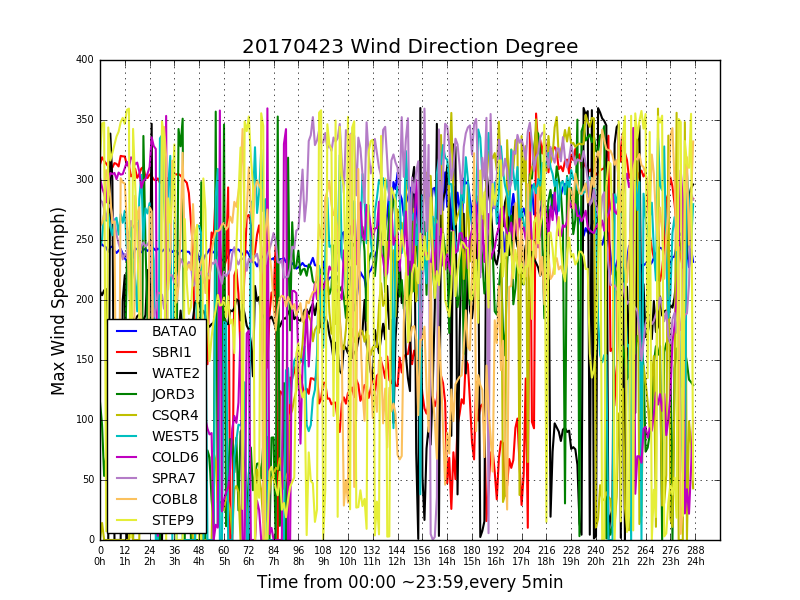 20170423 Wind Direction Degree
Max Wind Speed(mph)
400
350
300
250
200
150
100
50
0
BATA0
SBRI1
WATE2
JORD3
CSQR4
WEST5
COLD6
SPRA7
COBL8
STEP9
0 12 24 36 48 60 72 84 96 108 120 132 144 156 168 180 192 204 216 228 240 252 264 276 288
0h 1h 2h 3h 4h 5h 6h 7h 8h 9h 10h 11h 12h 13h 14h 15h 16h 17h 18h 19h 20h 21h 22h 23h 24h
Time from 00:00 ~23:59,every 5min